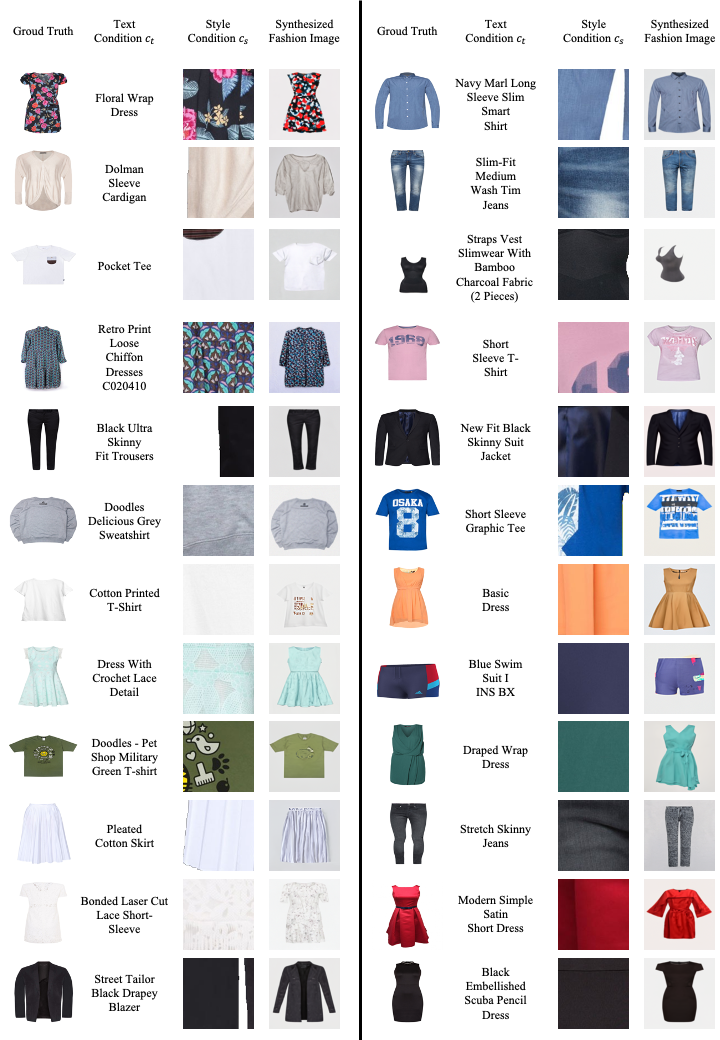 Groud Truth
Text
Condition c_t
Style
Condition c_s
Synthesized
Fashion Image
Floral Wrap
Dress
Dolman
Sleeve
Cardigan
Pocket Tee
Retro Print
Loose
Chiffon
Dresses
C020410
Black Ultra
Skinny
Fit Trousers
Doodles
Delicious Grey
Sweatshirt
Cotton Printed
T-Shirt
Dress With
Crochet Lace
Detail
Doodles - Pet
Shop Military
Green T-shirt
Pleated
Cotton Skirt
Bonded Laser Cut
Lace Short-
Sleeve
Street Tailor
Black Drapey
Blazer
Groud Truth
Text
Condition c_t
Style
Condition c_s
Synthesized
Fashion Image
Navy Marl Long
Sleeve Slim
Smart
Shirt
Slim-Fit
Medium
Wash Tim
Jeans
Straps Vest
Slimwear With
Bamboo
Charcoal Fabric
(2 Pieces)
1969
Short
Sleeve T-
Shirt
New Fit Black
Skinny Suit
Jacket
OSAKA
8
Short Sleeve
Graphic Tee
Basic
Dress
Blue Swim
Suit I
INS BX
Draped Wrap
Dress
Stretch Skinny
Jeans
Modern Simple
Satin
Short Dress
Black
Embellished
Scuba Pencil
Dress